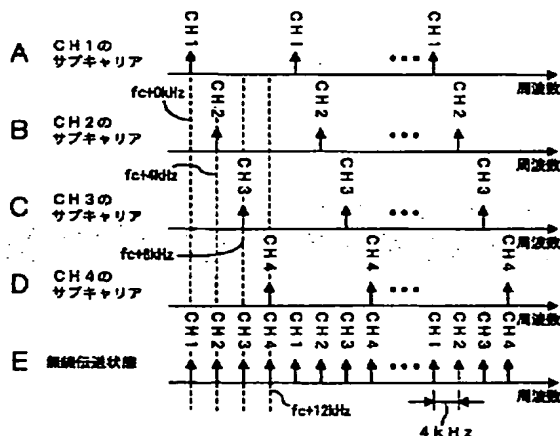 A
CH1の
サブキャリア
CH1
CH1
•••
CH1
周波数
fc+0kHz
B
CH2の
サブキャリア
CH2
CH2
•••
CH2
周波数
fc+4kHz
C
CH3の
サブキャリア
CH3
CH3
•••
CH3
周波数
fc+8kHz
D
CH4の
サブキャリア
CH4
CH4
•••
CH4
周波数
E
無線伝送状態
CH1
CH2
CH3
CH4
CH1
CH2
CH3
CH4
•••
CH1
CH2
CH3
CH4
周波数
fc+12kHz
4kHz